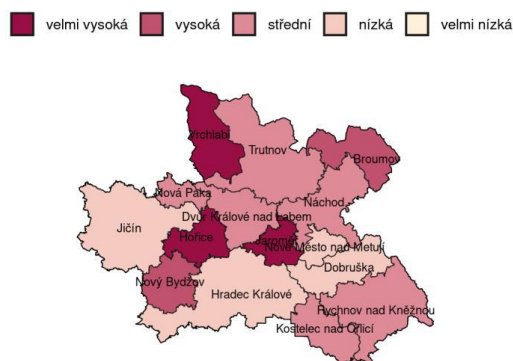 velmi vysoká vysoká střední nízká velmi nízká
Vrchlabí
Trutnov
Broumov
Nová Paka
Náchod
Dvůr Králové nad Labem
Jičín
Hořice
Jaroměř
Nové Město nad Metují
Dobruška
Nový Bydžov
Hradec Králové
Rychnov nad Kněžnou
Kostelec nad Orlicí